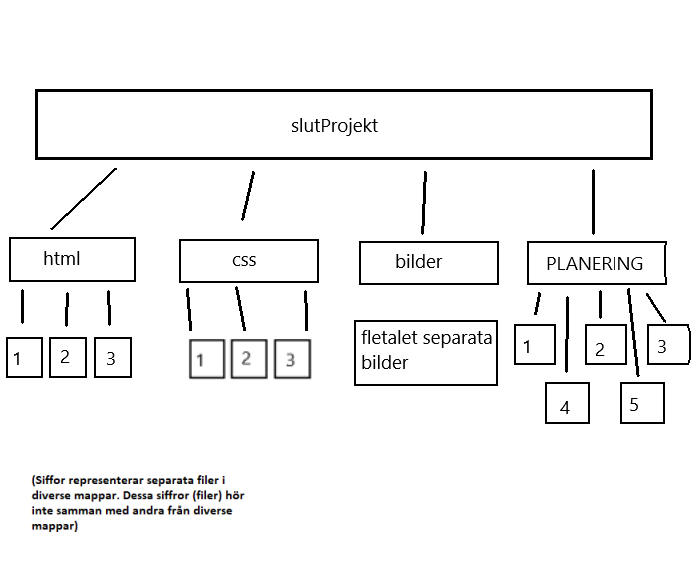 slutProjekt
html
css
bilder
PLANERING
fletalet separata
bilder
1
2
3
1
2
3
1
2
3
4
5
(Siffor representerar separata filer i
diverse mappar. Dessa siffror (filer) hör
inte samman med andra från diverse
mappar)